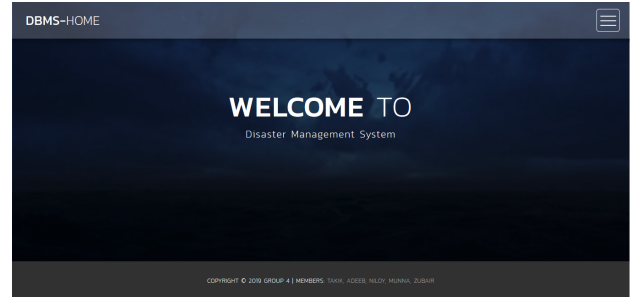 DBMS-HOME
WELCOME TO
Disaster Management System
COPYRIGHT © 2019 GROUP 4 | MEMBERS: TAKIK, ADEEB, NILOY, MUNNA, ZUBAIR